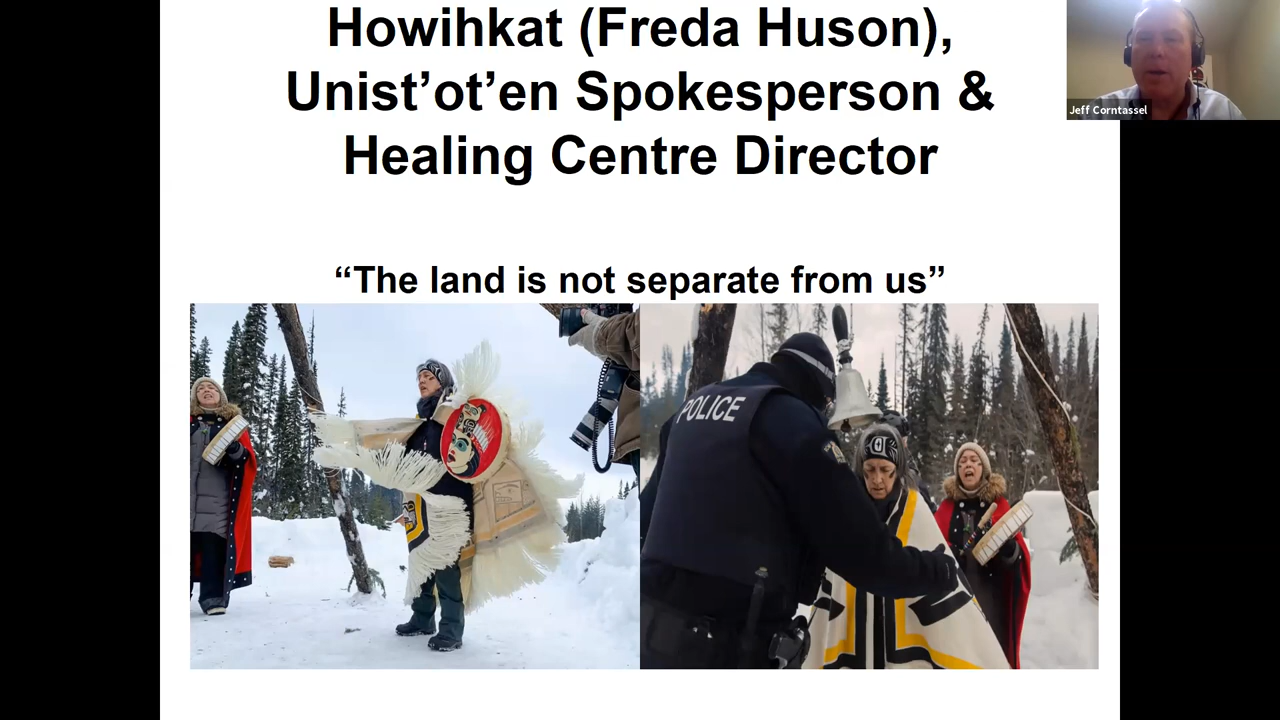 Howihkat (Freda Huson),
Unist’ot’en Spokesperson &
Healing Centre Director
Jeff Corntassel
“The land is not separate from us”
POLICE